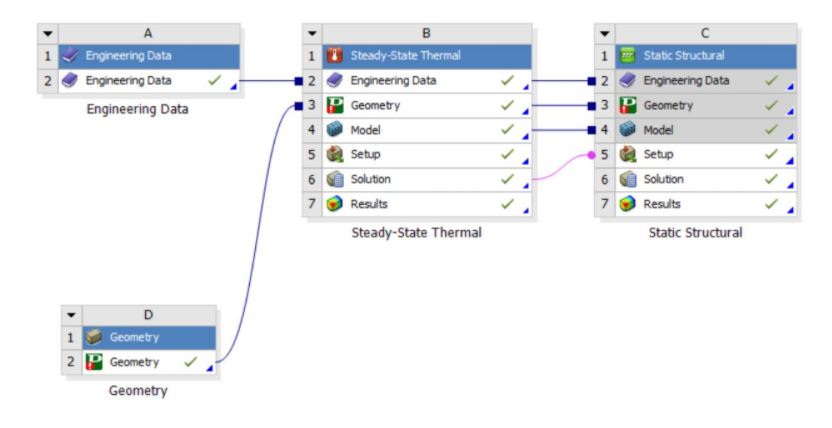 A
1 Engineering Data
2 Engineering Data
Engineering Data
B
1 Steady-State Thermal
2 Engineering Data
3 Geometry
4 Model
5 Setup
6 Solution
7 Results
Steady-State Thermal
C
1 Static Structural
2 Engineering Data
3 Geometry
4 Model
5 Setup
6 Solution
7 Results
Static Structural
D
1 Geometry
2 P Geometry
Geometry